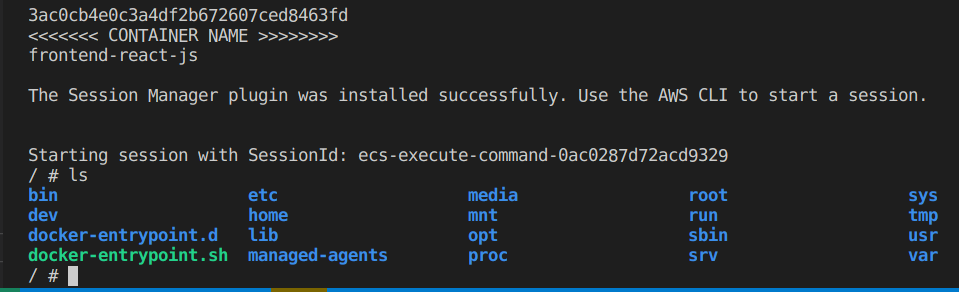 3ac0cb4e0c3a4df2b672607ced8463fd
<<<<<<< CONTAINER NAME >>>>>>>>
frontend-react-js
The Session Manager plugin was installed successfully. Use the AWS CLI to start a session.
Starting session with SessionId: ecs-execute-command-0ac0287d72acd9329
/ # ls
bin etc media root sys
dev home mnt run tmp
docker-entrypoint.d lib opt sbin usr
docker-entrypoint.sh managed-agents proc srv var
/ #